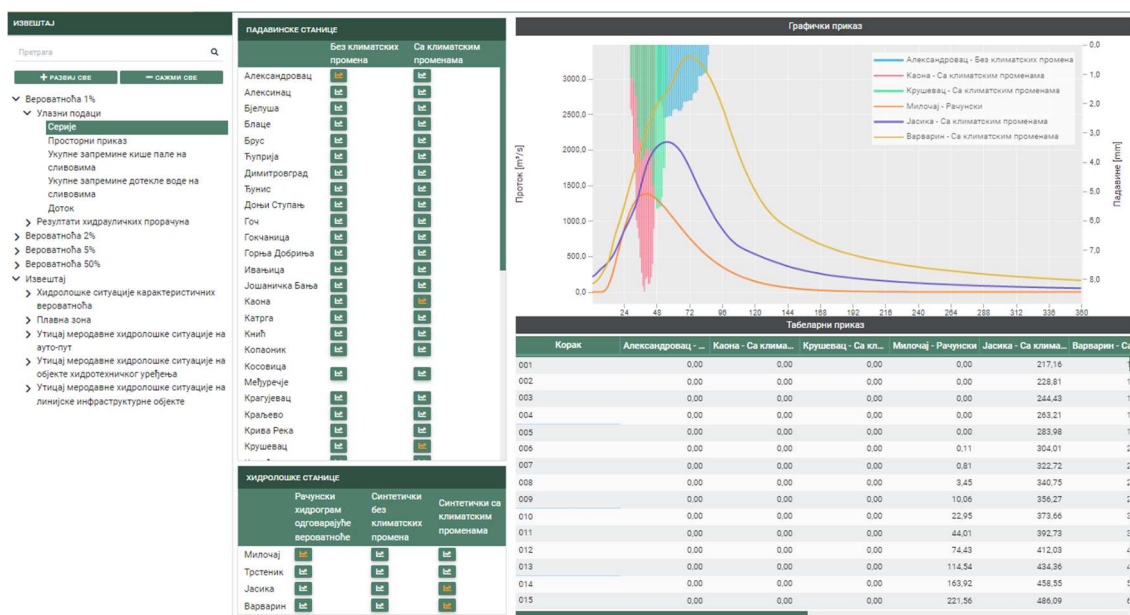 ИЗВЕШТАЈ
Претрага
РАЗВИЈ СВЕ
САЖМИ СВЕ
Вероватноћа 1%
Улазни подаци
Серије
Просторни приказ
Укупне запремине кише пале на
сливовима
Укупне запремине дотекле воде на
сливовима
Доток
Резултати хидрауличких прорачуна
Вероватноћа 2%
Вероватноћа 5%
Вероватноћа 50%
Извештај
Хидролошке ситуације карактеристичних
вероватноћа
Плавна зона
Утицај меродавне хидролошке ситуације на
ауто-пут
Утицај меродавне хидролошке ситуације на
објекте хидротехничког уређења
Утицај меродавне хидролошке ситуације на
линијске инфраструктурне објекте
ПАДАВИНСКЕ СТАНИЦЕ
Без климатских
промена
Са климатским
променама
Александровац
Алексинац
Бјелуша
Блаце
Брус
Ћуприја
Димитровград
Ђунис
Доњи Ступањ
Гоч
Гокчаница
Горња Добриња
Ивањица
Јошаничка Бања
Каона
Катрга
Кнић
Копаоник
Косовица
Међуречје
Крагујевац
Краљево
Крива Река
Крушевац
ХИДРОЛОШКЕ СТАНИЦЕ
Рачунски
хидрограм
одговарајуће
вероватноће
Синтетички
без
климатских
промена
Синтетички са
климатским
променама
Милочај
Трстеник
Јасика
Варварин
Графички приказ
Александровац - Без климатских промена
Каона - Са климатским променама
Крушевац - Са климатским променама
Милочај - Рачунски
Јасика - Са климатским променама
Варварин - Са климатским променама
Проток [m³/s]
3000.0
2500.0
2000.0
1500.0
1000.0
500.0
0.0
24 48 72 96 120 144 168 192 216 240 264 288 312 336 360
0.0
1.0
2.0
3.0
4.0
5.0
6.0
7.0
8.0
Падавине [mm]
Табеларни приказ
Корак Александровац - ... Каона - Са клима... Крушевац - Са кл... Милочај - Рачунски Јасика - Са клима... Варварин - Са
001 0,00 0,00 0,00 0,00 217,16
002 0,00 0,00 0,00 0,00 228,81
003 0,00 0,00 0,00 0,00 244,43
004 0,00 0,00 0,00 0,00 263,21
005 0,00 0,00 0,00 0,00 283,98
006 0,00 0,00 0,00 0,11 304,01
007 0,00 0,00 0,00 0,81 322,72
008 0,00 0,00 0,00 3,45 340,75
009 0,00 0,00 0,00 10,06 356,27
010 0,00 0,00 0,00 22,95 373,66
011 0,00 0,00 0,00 44,01 392,73
012 0,00 0,00 0,00 74,43 412,03
013 0,00 0,00 0,00 114,54 434,36
014 0,00 0,00 0,00 163,92 458,55
015 0,00 0,00 0,00 221,56 486,09